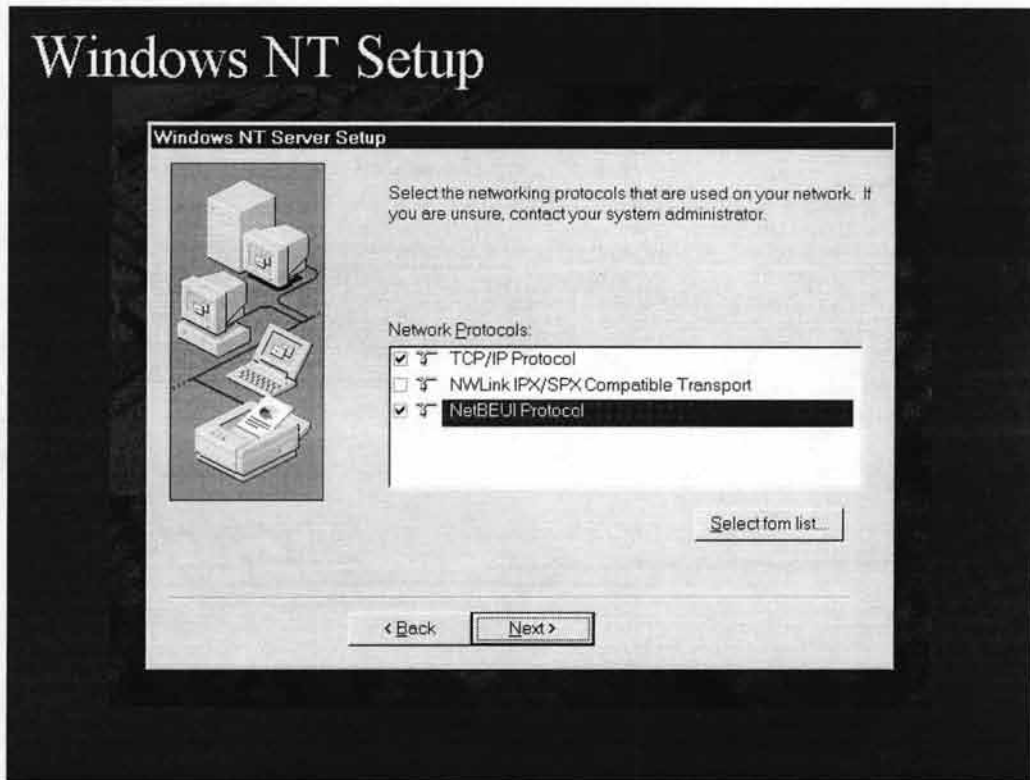 Windows NT Setup
Windows NT Server Setup
Select the networking protocols that are used on your network. If
you are unsure, contact your system administrator.
Network Protocols:
TCP/IP Protocol
NWLink IPX/SPX Compatible Transport
NetBEUI Protocol
Select fom list...
< Back
Next >